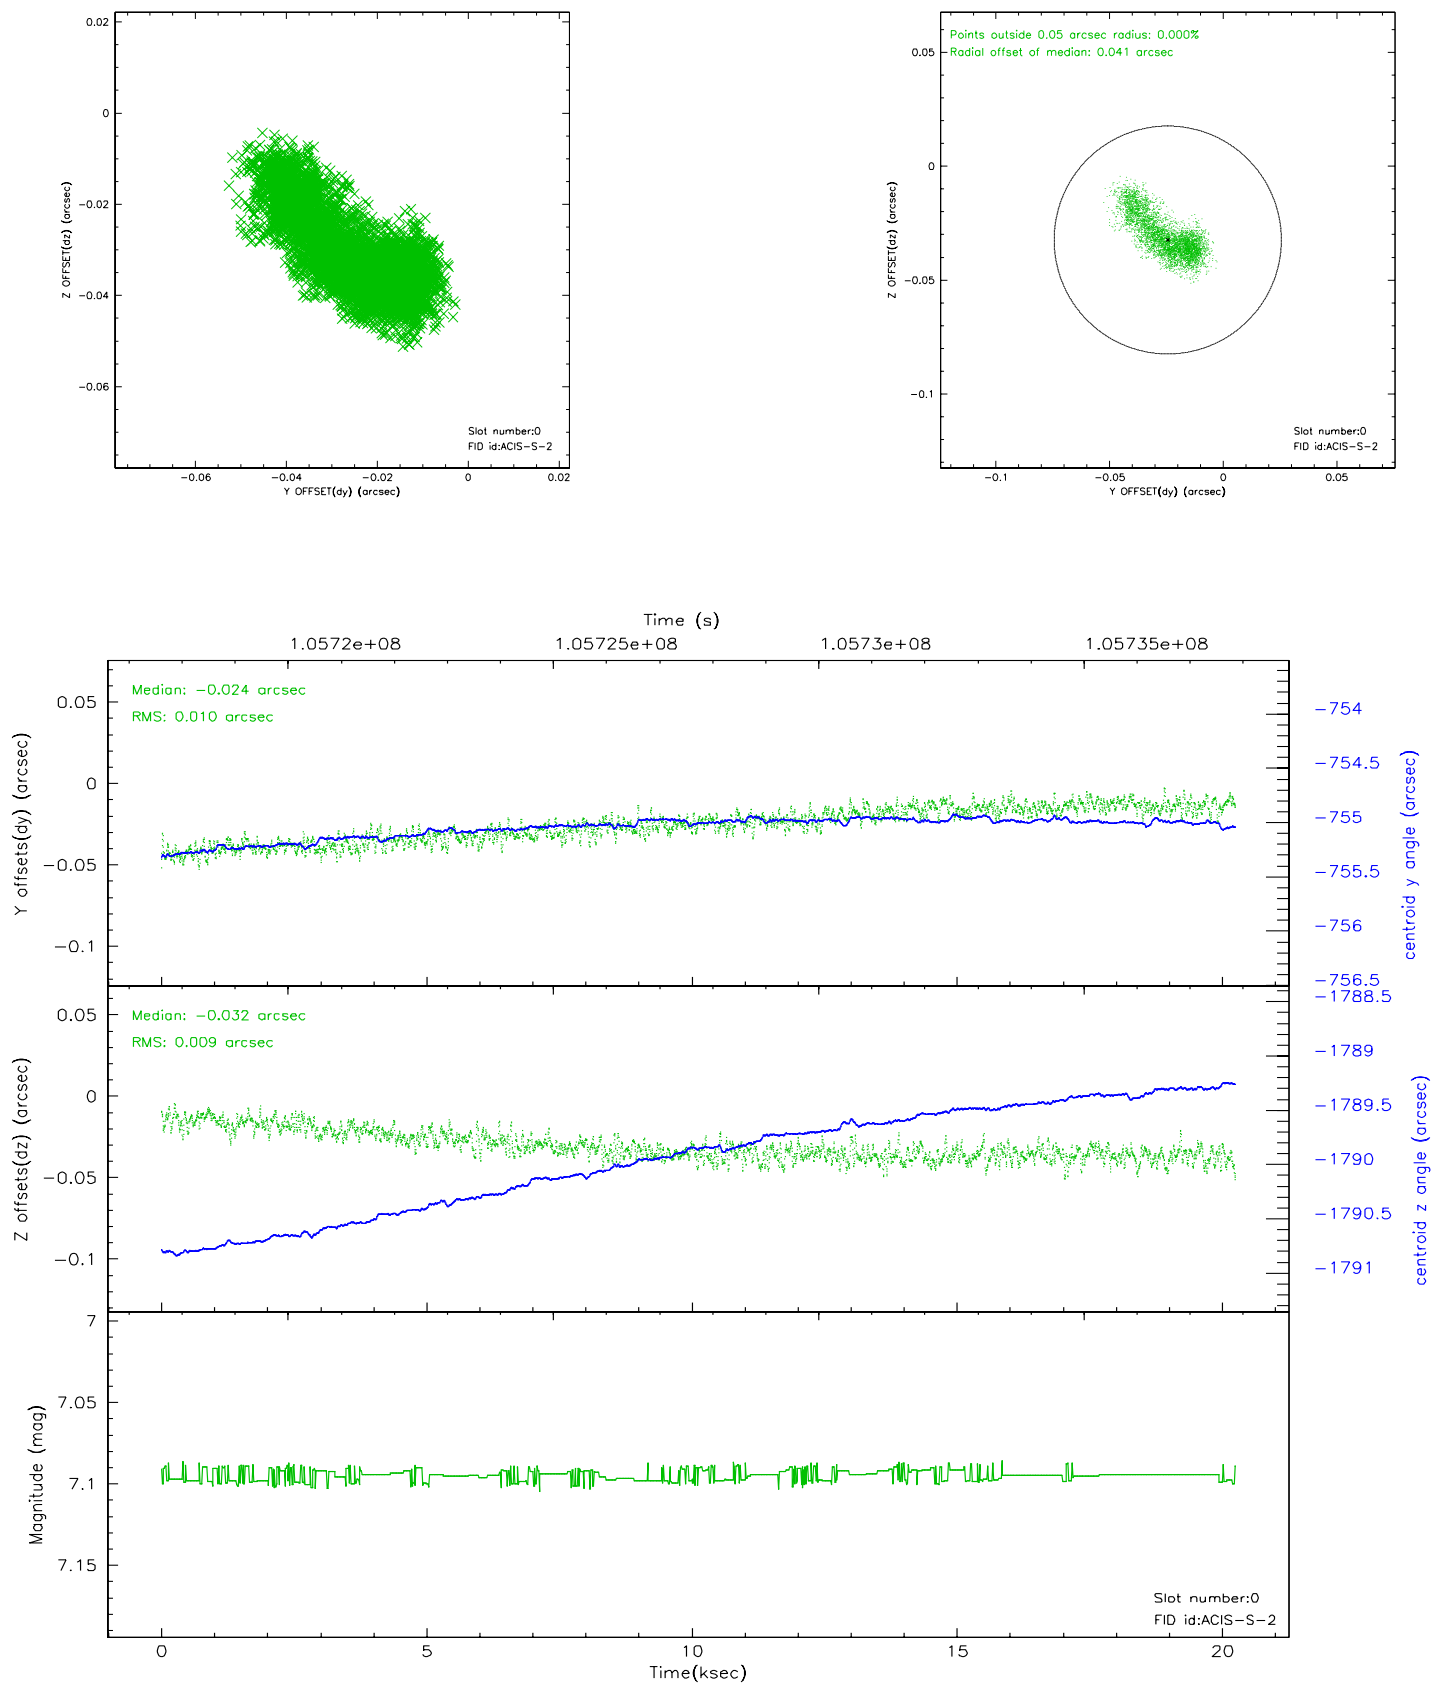 0.02
0
-0.02
-0.04
-0.06
Z OFFSET(dz) (arcsec)
Slot number:0
FID id:ACIS-S-2
-0.06
-0.04
-0.02
0
0.02
Y OFFSET(dy) (arcsec)
Points outside 0.05 arcsec radius: 0.000%
Radial offset of median: 0.041 arcsec
0.05
0
-0.05
-0.1
Z OFFSET(dz) (arcsec)
Slot number:0
FID id:ACIS-S-2
-0.1
-0.05
0
0.05
Y OFFSET(dy) (arcsec)
Time (s)
1.0572e+08
1.05725e+08
1.0573e+08
1.05735e+08
Median: -0.024 arcsec
RMS: 0.010 arcsec
0.05
0
-0.05
-0.1
Y offsets(dy) (arcsec)
-754
-754.5
-755
-755.5
-756
-756.5
centroid y angle (arcsec)
Median: -0.032 arcsec
RMS: 0.009 arcsec
0.05
0
-0.05
-0.1
Z offsets(dz) (arcsec)
-1788.5
-1789
-1789.5
-1790
-1790.5
-1791
centroid z angle (arcsec)
7
7.05
7.1
7.15
Magnitude (mag)
Slot number:0
FID id:ACIS-S-2
0
5
10
15
20
Time(ksec)